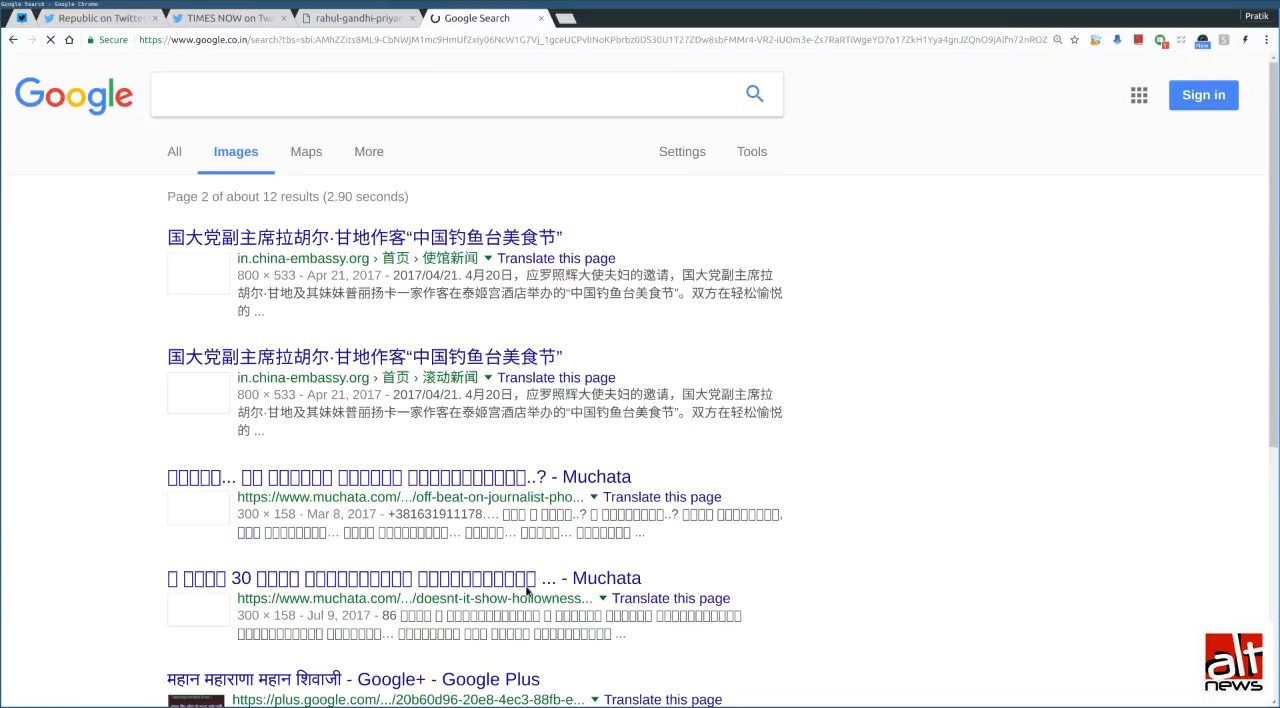 Google Search - Google Chrome
Republic on Twitte
TIMES NOW on Tw
rahul-gandhi-priyan
Google Search
Pratik
Secure
https://www.google.co.in/search?tbs=sbi:
Google
Sign in
All
Images
Maps
More
Settings
Tools
Page 2 of about 12 results (2.90 seconds)
国大党副主席拉胡尔·甘地作客“中国钓鱼台美食节”
in.china-embassy.org › 首页 › 使馆新闻 ▼ Translate this page
800 × 533 - Apr 21, 2017 - 2017/04/21. 4月20日，应罗照辉大使夫妇的邀请，国大党副主席拉
胡尔·甘地及其妹妹普丽扬卡一家作客在泰姬宫酒店举办的“中国钓鱼台美食节”。双方在轻松愉悦
的 ...
国大党副主席拉胡尔·甘地作客“中国钓鱼台美食节”
in.china-embassy.org › 首页 › 滚动新闻 ▼ Translate this page
800 × 533 - Apr 21, 2017 - 2017/04/21. 4月20日，应罗照辉大使夫妇的邀请，国大党副主席拉
胡尔·甘地及其妹妹普丽扬卡一家作客在泰姬宫酒店举办的“中国钓鱼台美食节”。双方在轻松愉悦
的 ...
..? - Muchata
https://www.muchata.com/.../off-beat-on-journalist-pho... ▼ Translate this page
300 × 158 - Mar 8, 2017 - +381631911178....
30 ... - Muchata
https://www.muchata.com/.../doesnt-it-show-hollowness... ▼ Translate this page
300 × 158 - Jul 9, 2017 - 86
महान महाराणा महान शिवाजी - Google+ - Google Plus
https://plus.google.com/.../20b60d96-20e8-4ec3-88fb-e... ▼ Translate this page
alt
news